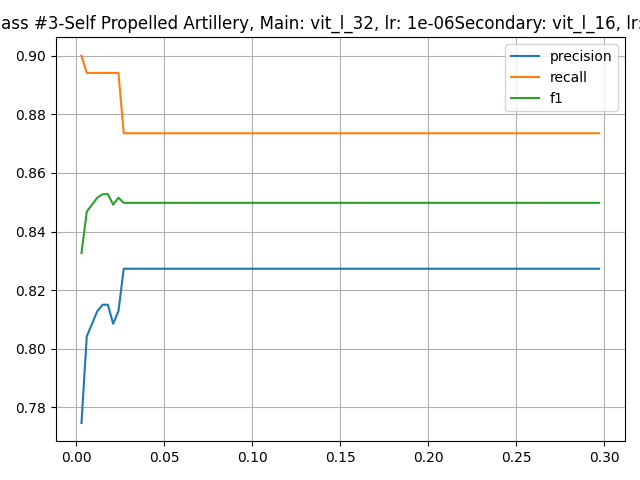 ass #3-Self Propelled Artillery, Main: vit_l_32, lr: 1e-06Secondary: vit_l_16, lr:
precision
recall
f1
0.90
0.88
0.86
0.84
0.82
0.80
0.78
0.00 0.05 0.10 0.15 0.20 0.25 0.30